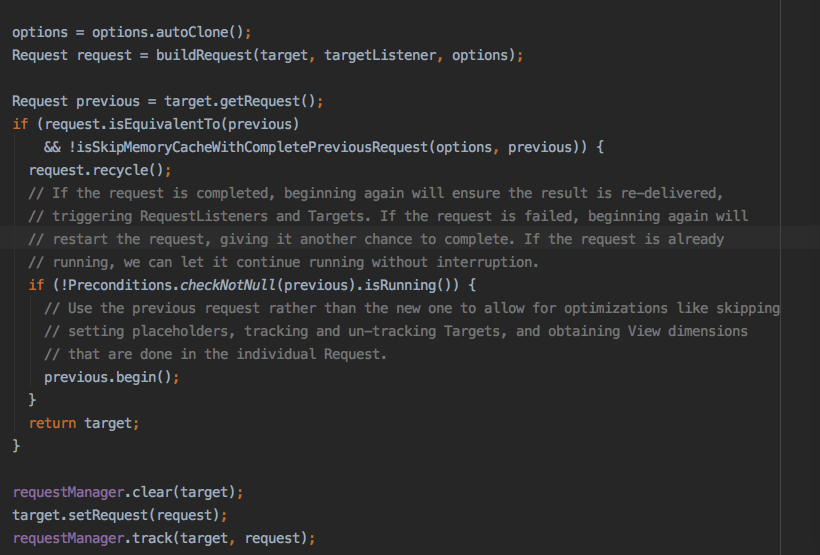 options = options.autoClone();
Request request = buildRequest(target, targetListener, options);
Request previous = target.getRequest();
if (request.isEquivalentTo(previous)
&& !isSkipMemoryCacheWithCompletePreviousRequest(options, previous)) {
request.recycle();
// If the request is completed, beginning again will ensure the result is re-delivered,
// triggering RequestListeners and Targets. If the request is failed, beginning again will
// restart the request, giving it another chance to complete. If the request is already
// running, we can let it continue running without interruption.
if (!Preconditions.checkNotNull(previous).isRunning()) {
// Use the previous request rather than the new one to allow for optimizations like skipping
// setting placeholders, tracking and un-tracking Targets, and obtaining View dimensions
// that are done in the individual Request.
previous.begin();
}
return target;
}
requestManager.clear(target);
target.setRequest(request);
requestManager.track(target, request);